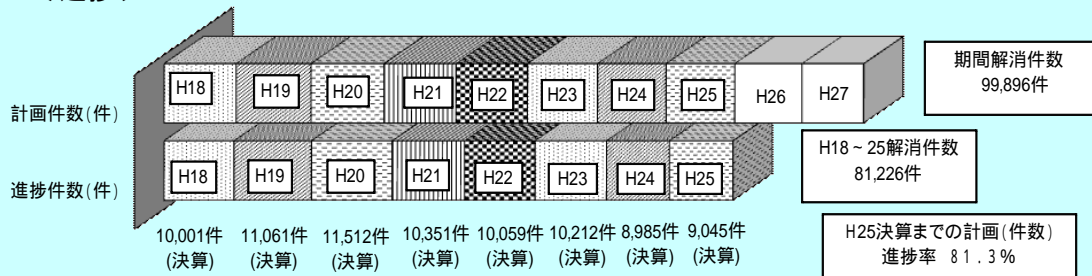 H18 H19 H20 H21 H22 H23 H24 H25 H26 H27
計画件数(件)
期間解消件数
99,896件
H18 H19 H20 H21 H22 H23 H24 H25
進捗件数(件)
H18~25解消件数
81,226件
10,001件 11,061件 11,512件 10,351件 10,059件 10,212件 8,985件 9,045件
(決算) (決算) (決算) (決算) (決算) (決算) (決算) (決算)
H25決算までの計画(件数)
進捗率 81.3%